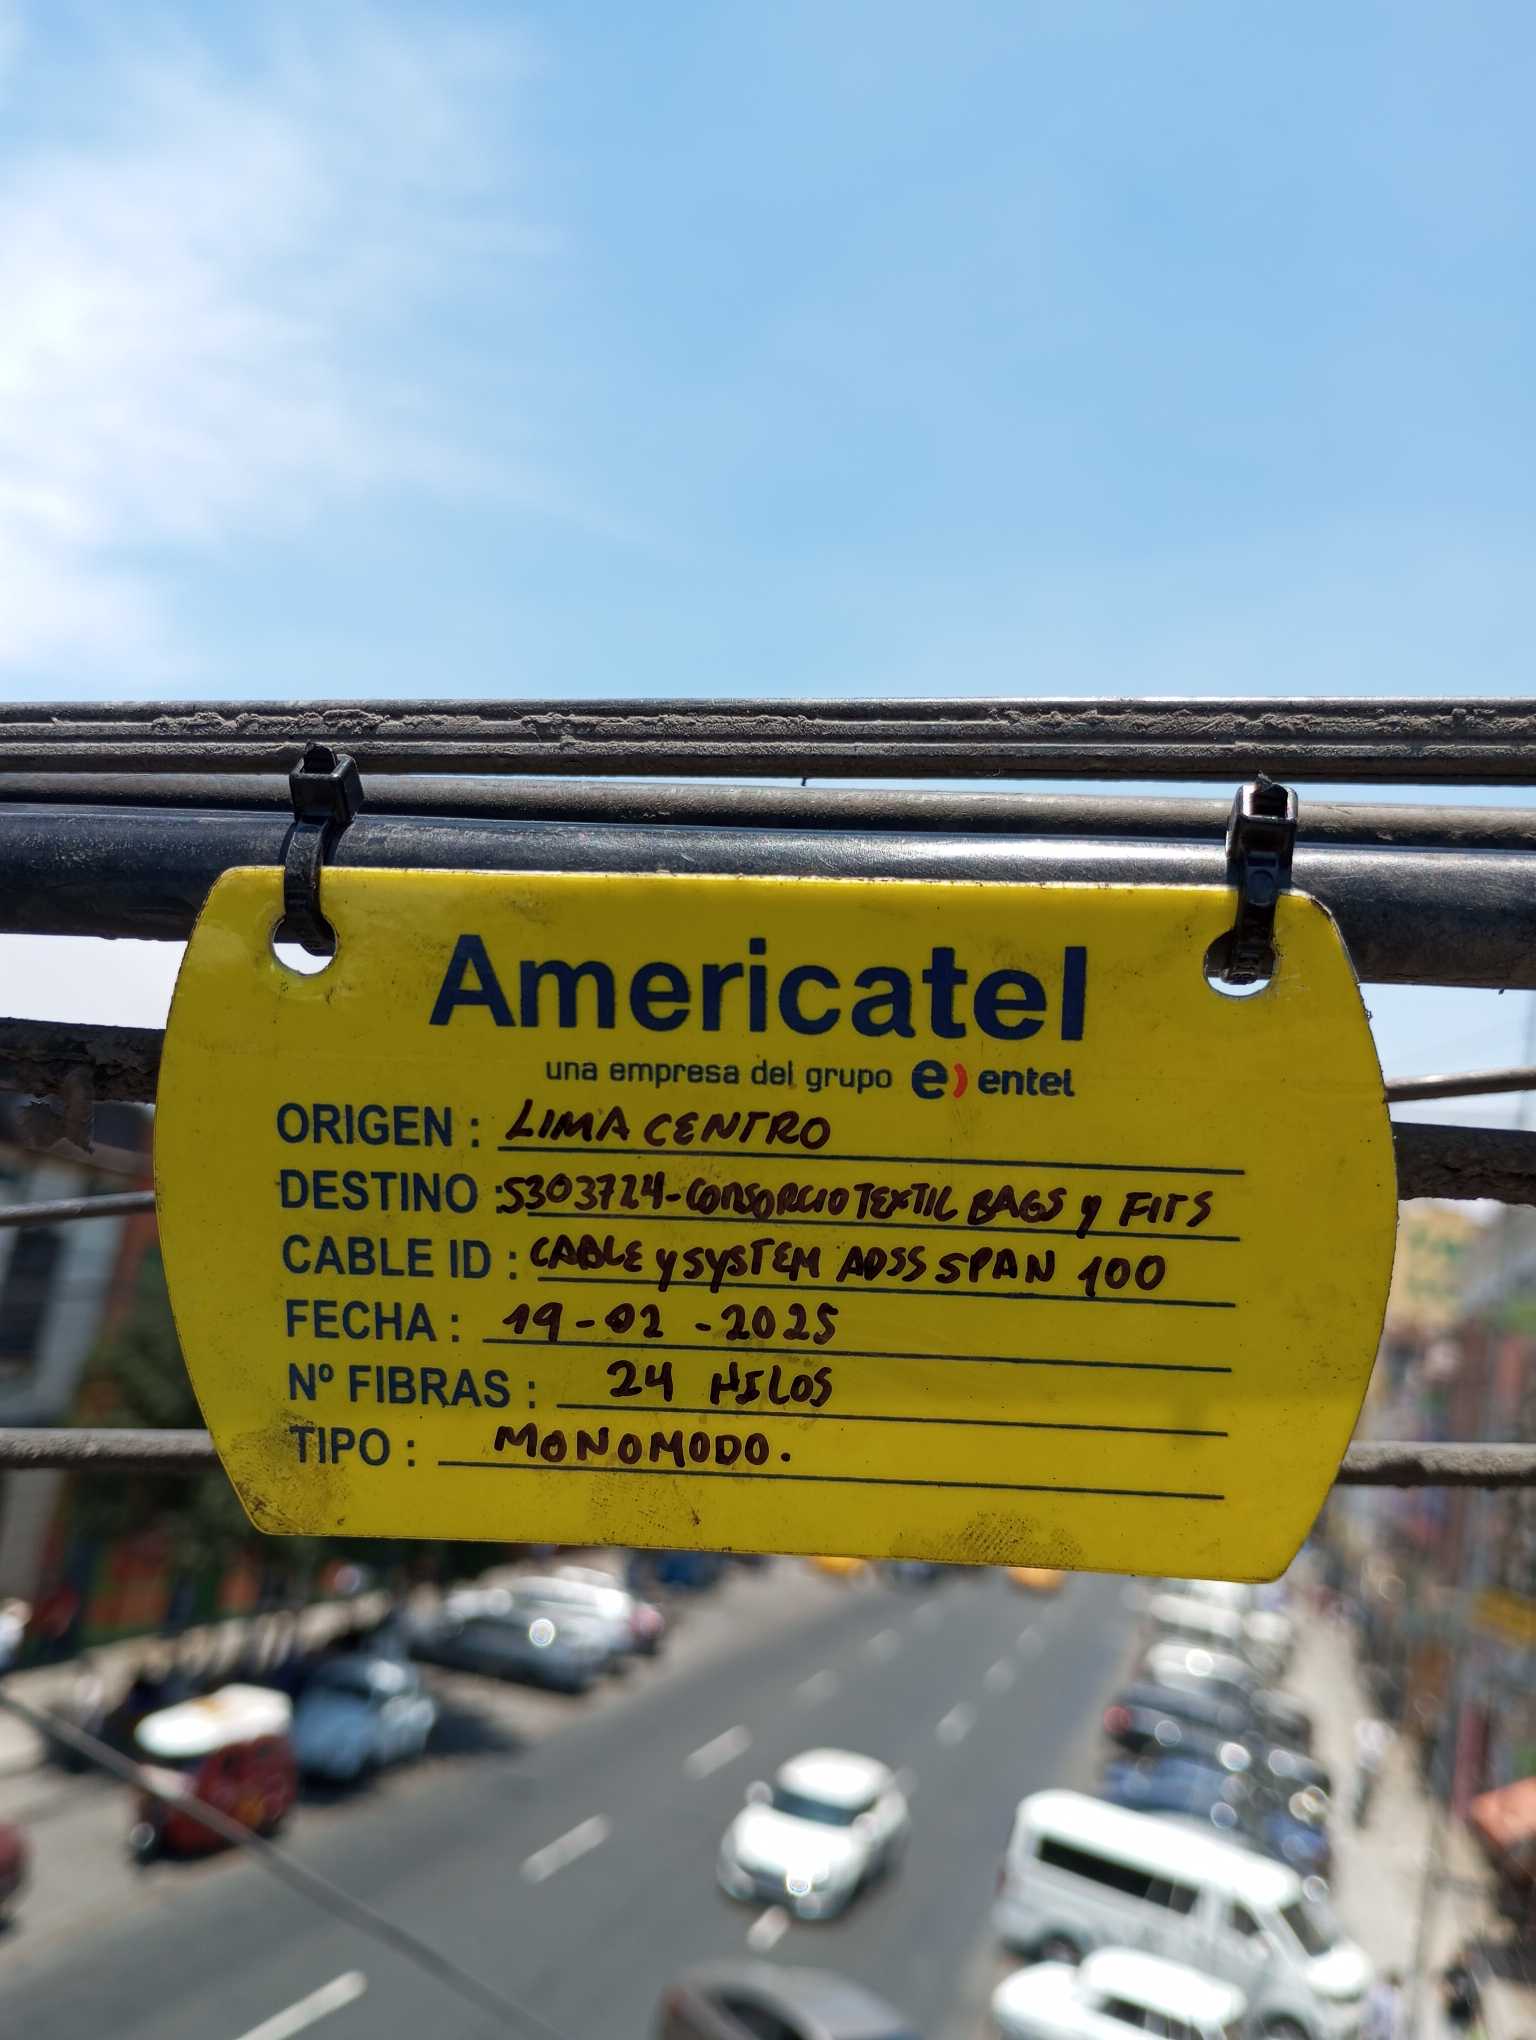 Americatel
una empresa del grupo e) entel
ORIGEN : LIMA CENTRO
DESTINO : 5303724-CONSORCIO TEXTIL BAGS y FITS
CABLE ID : CABLE y SYSTEM ADSS SPAN 100
FECHA : 19-02-2025
Nº FIBRAS : 24 HILOS
TIPO : MONOMODO.